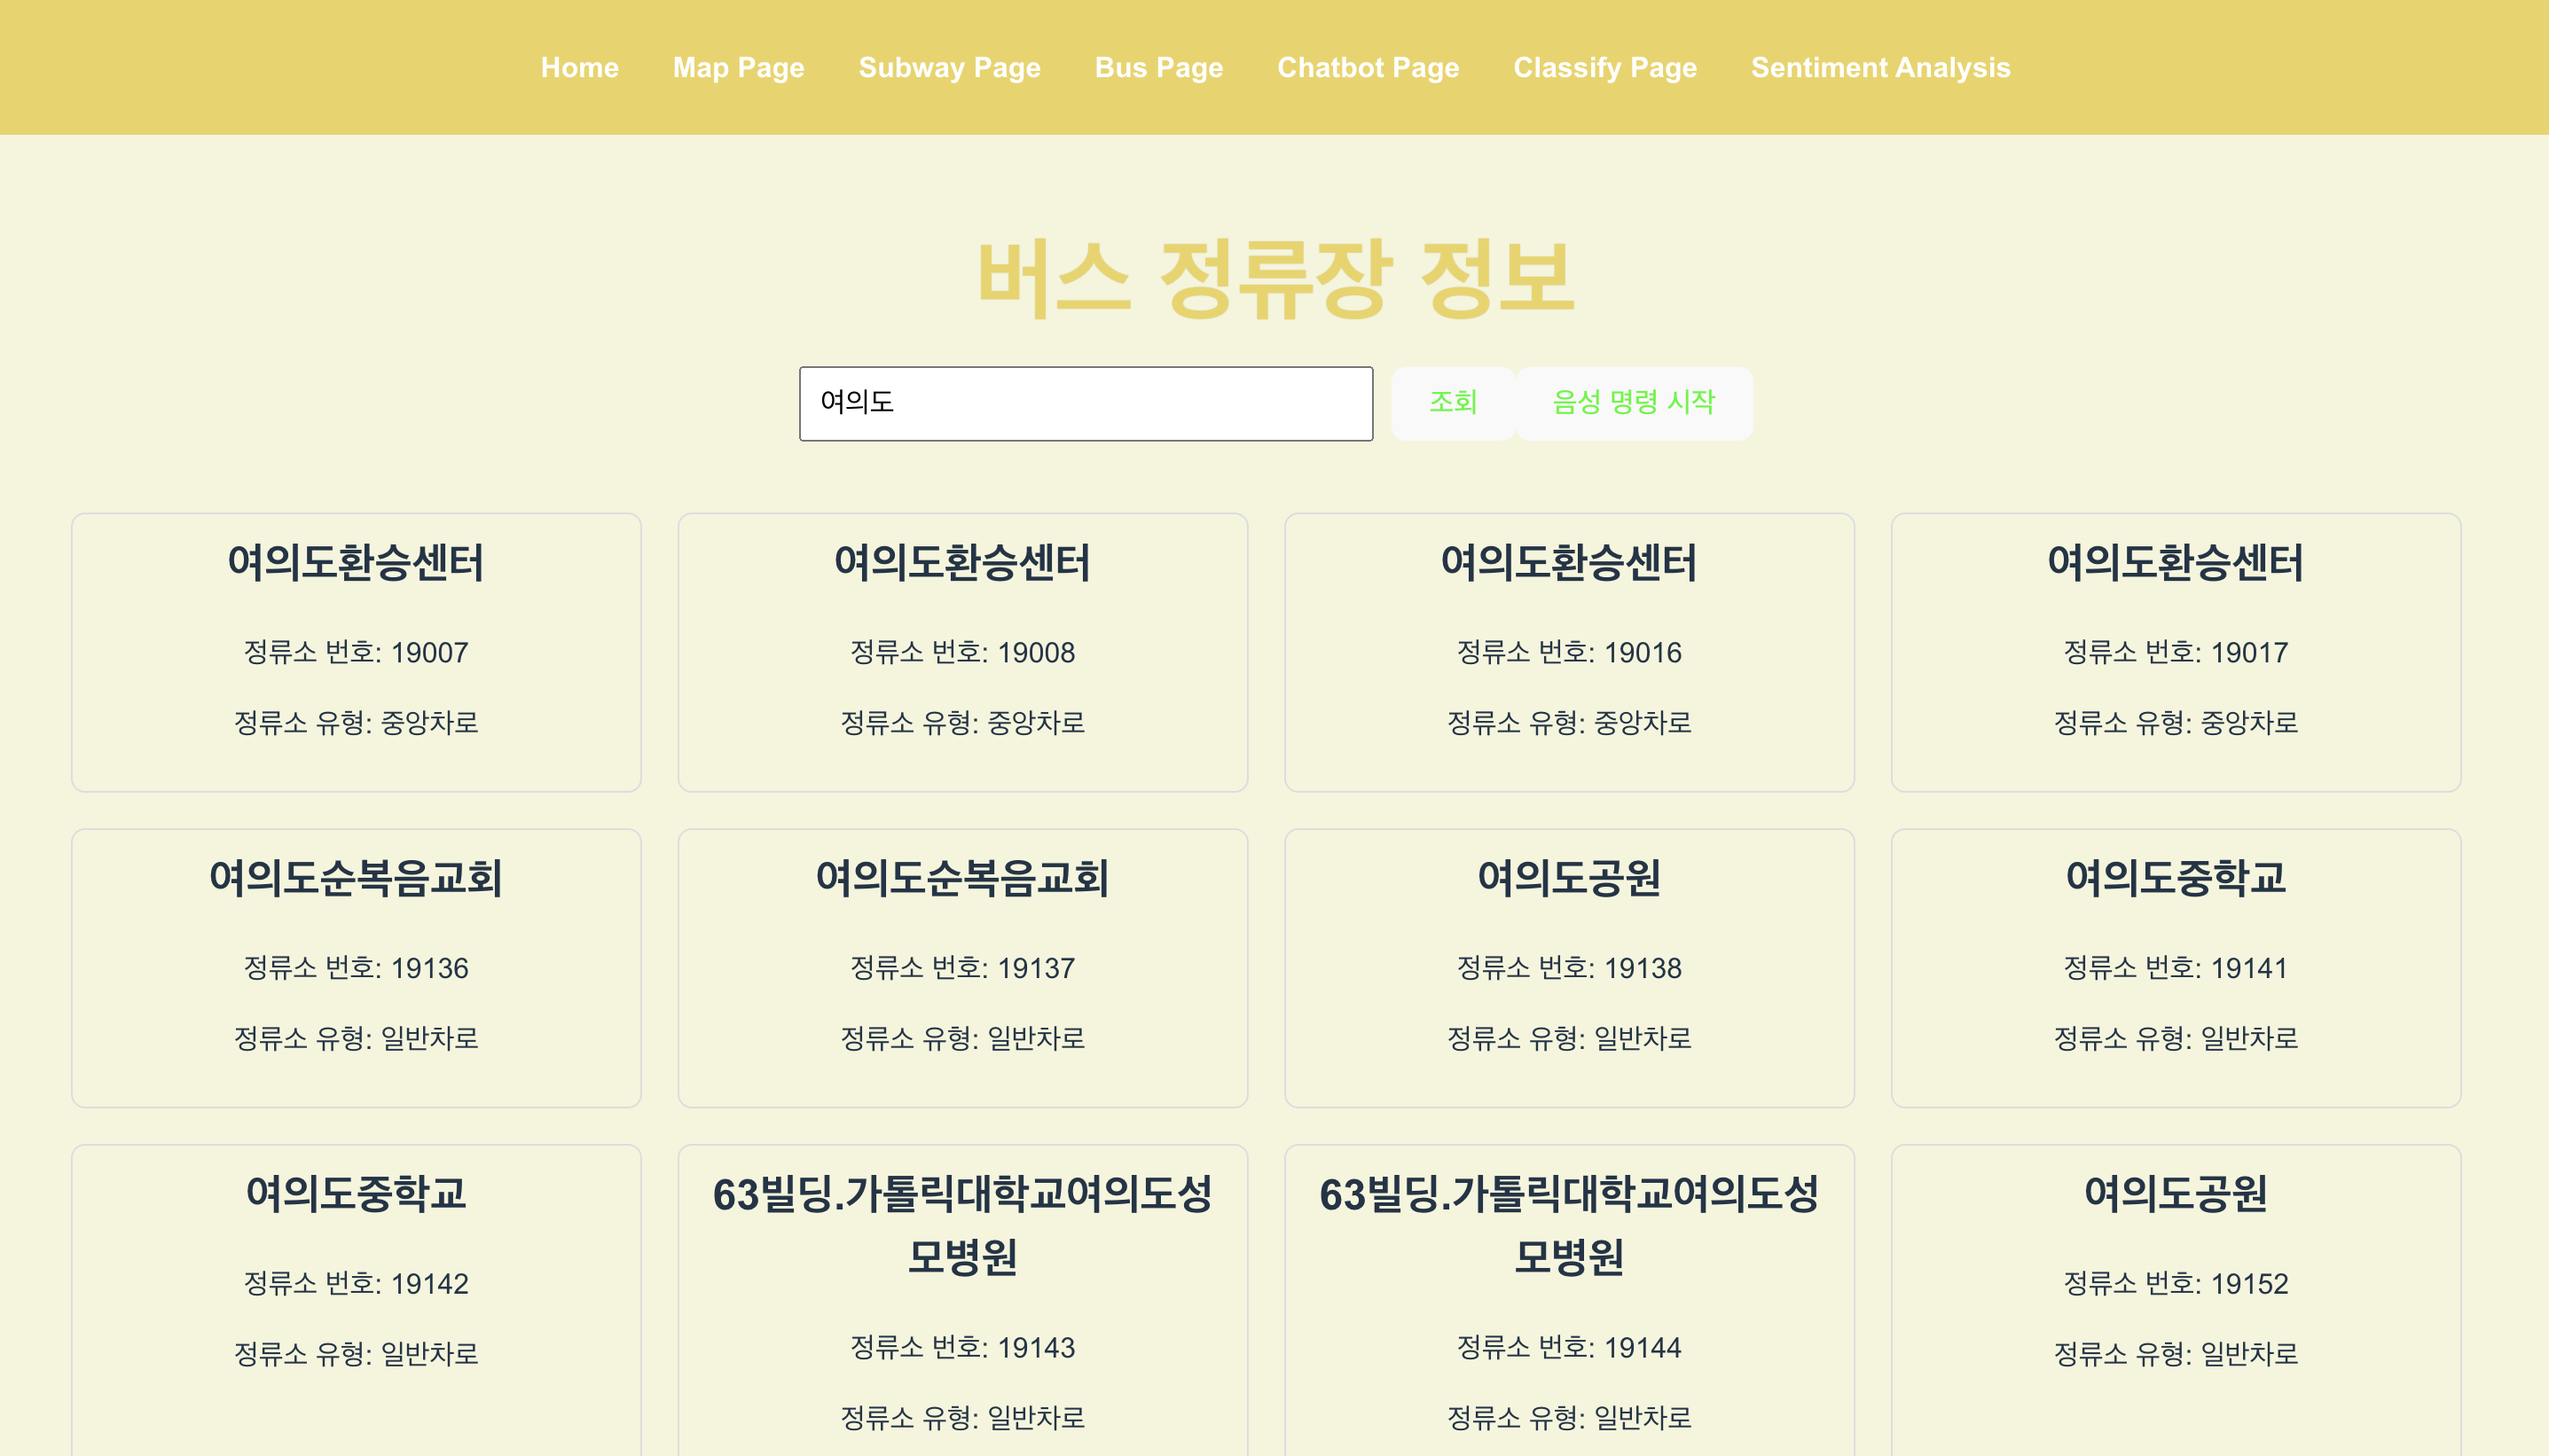 Home Map Page Subway Page Bus Page Chatbot Page Classify Page Sentiment Analysis
버스 정류장 정보
여의도 조회 음성 명령 시작
여의도환승센터
정류소 번호: 19007
정류소 유형: 중앙차로
여의도환승센터
정류소 번호: 19008
정류소 유형: 중앙차로
여의도환승센터
정류소 번호: 19016
정류소 유형: 중앙차로
여의도환승센터
정류소 번호: 19017
정류소 유형: 중앙차로
여의도순복음교회
정류소 번호: 19136
정류소 유형: 일반차로
여의도순복음교회
정류소 번호: 19137
정류소 유형: 일반차로
여의도공원
정류소 번호: 19138
정류소 유형: 일반차로
여의도중학교
정류소 번호: 19141
정류소 유형: 일반차로
여의도중학교
정류소 번호: 19142
정류소 유형: 일반차로
63빌딩.가톨릭대학교여의도성
모병원
정류소 번호: 19143
정류소 유형: 일반차로
63빌딩.가톨릭대학교여의도성
모병원
정류소 번호: 19144
정류소 유형: 일반차로
여의도공원
정류소 번호: 19152
정류소 유형: 일반차로